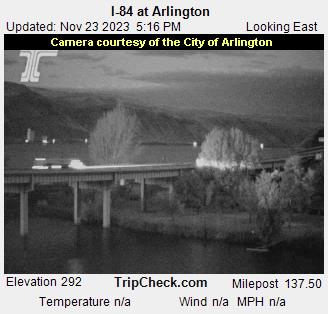 I-84 at Arlington
Updated: Nov 23 2023 5:16 PM Looking East
Camera courtesy of the City of Arlington
Elevation 292 TripCheck.com Milepost 137.50
Temperature n/a Wind n/a MPH n/a